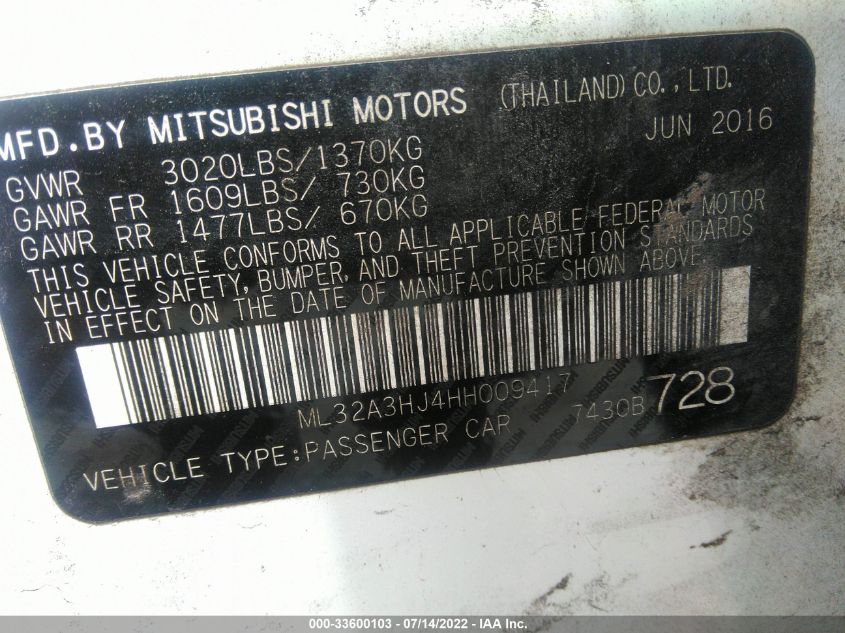 MFD.BY MITSUBISHI MOTORS (THAILAND) CO.,LTD.
JUN 2016
GVWR 3020LBS/1370KG
GAWR FR 1609LBS/ 730KG
GAWR RR 1477LBS/ 670KG
THIS VEHICLE CONFORMS TO ALL APPLICABLE FEDERAL MOTOR
VEHICLE SAFETY, BUMPER, AND THEFT PREVENTION STANDARDS
IN EFFECT ON THE DATE OF MANUFACTURE SHOWN ABOVE.
ML32A3HJ4HH009417 7430B 728
VEHICLE TYPE:PASSENGER CAR
000-33600103 - 07/14/2022 - IAA Inc.